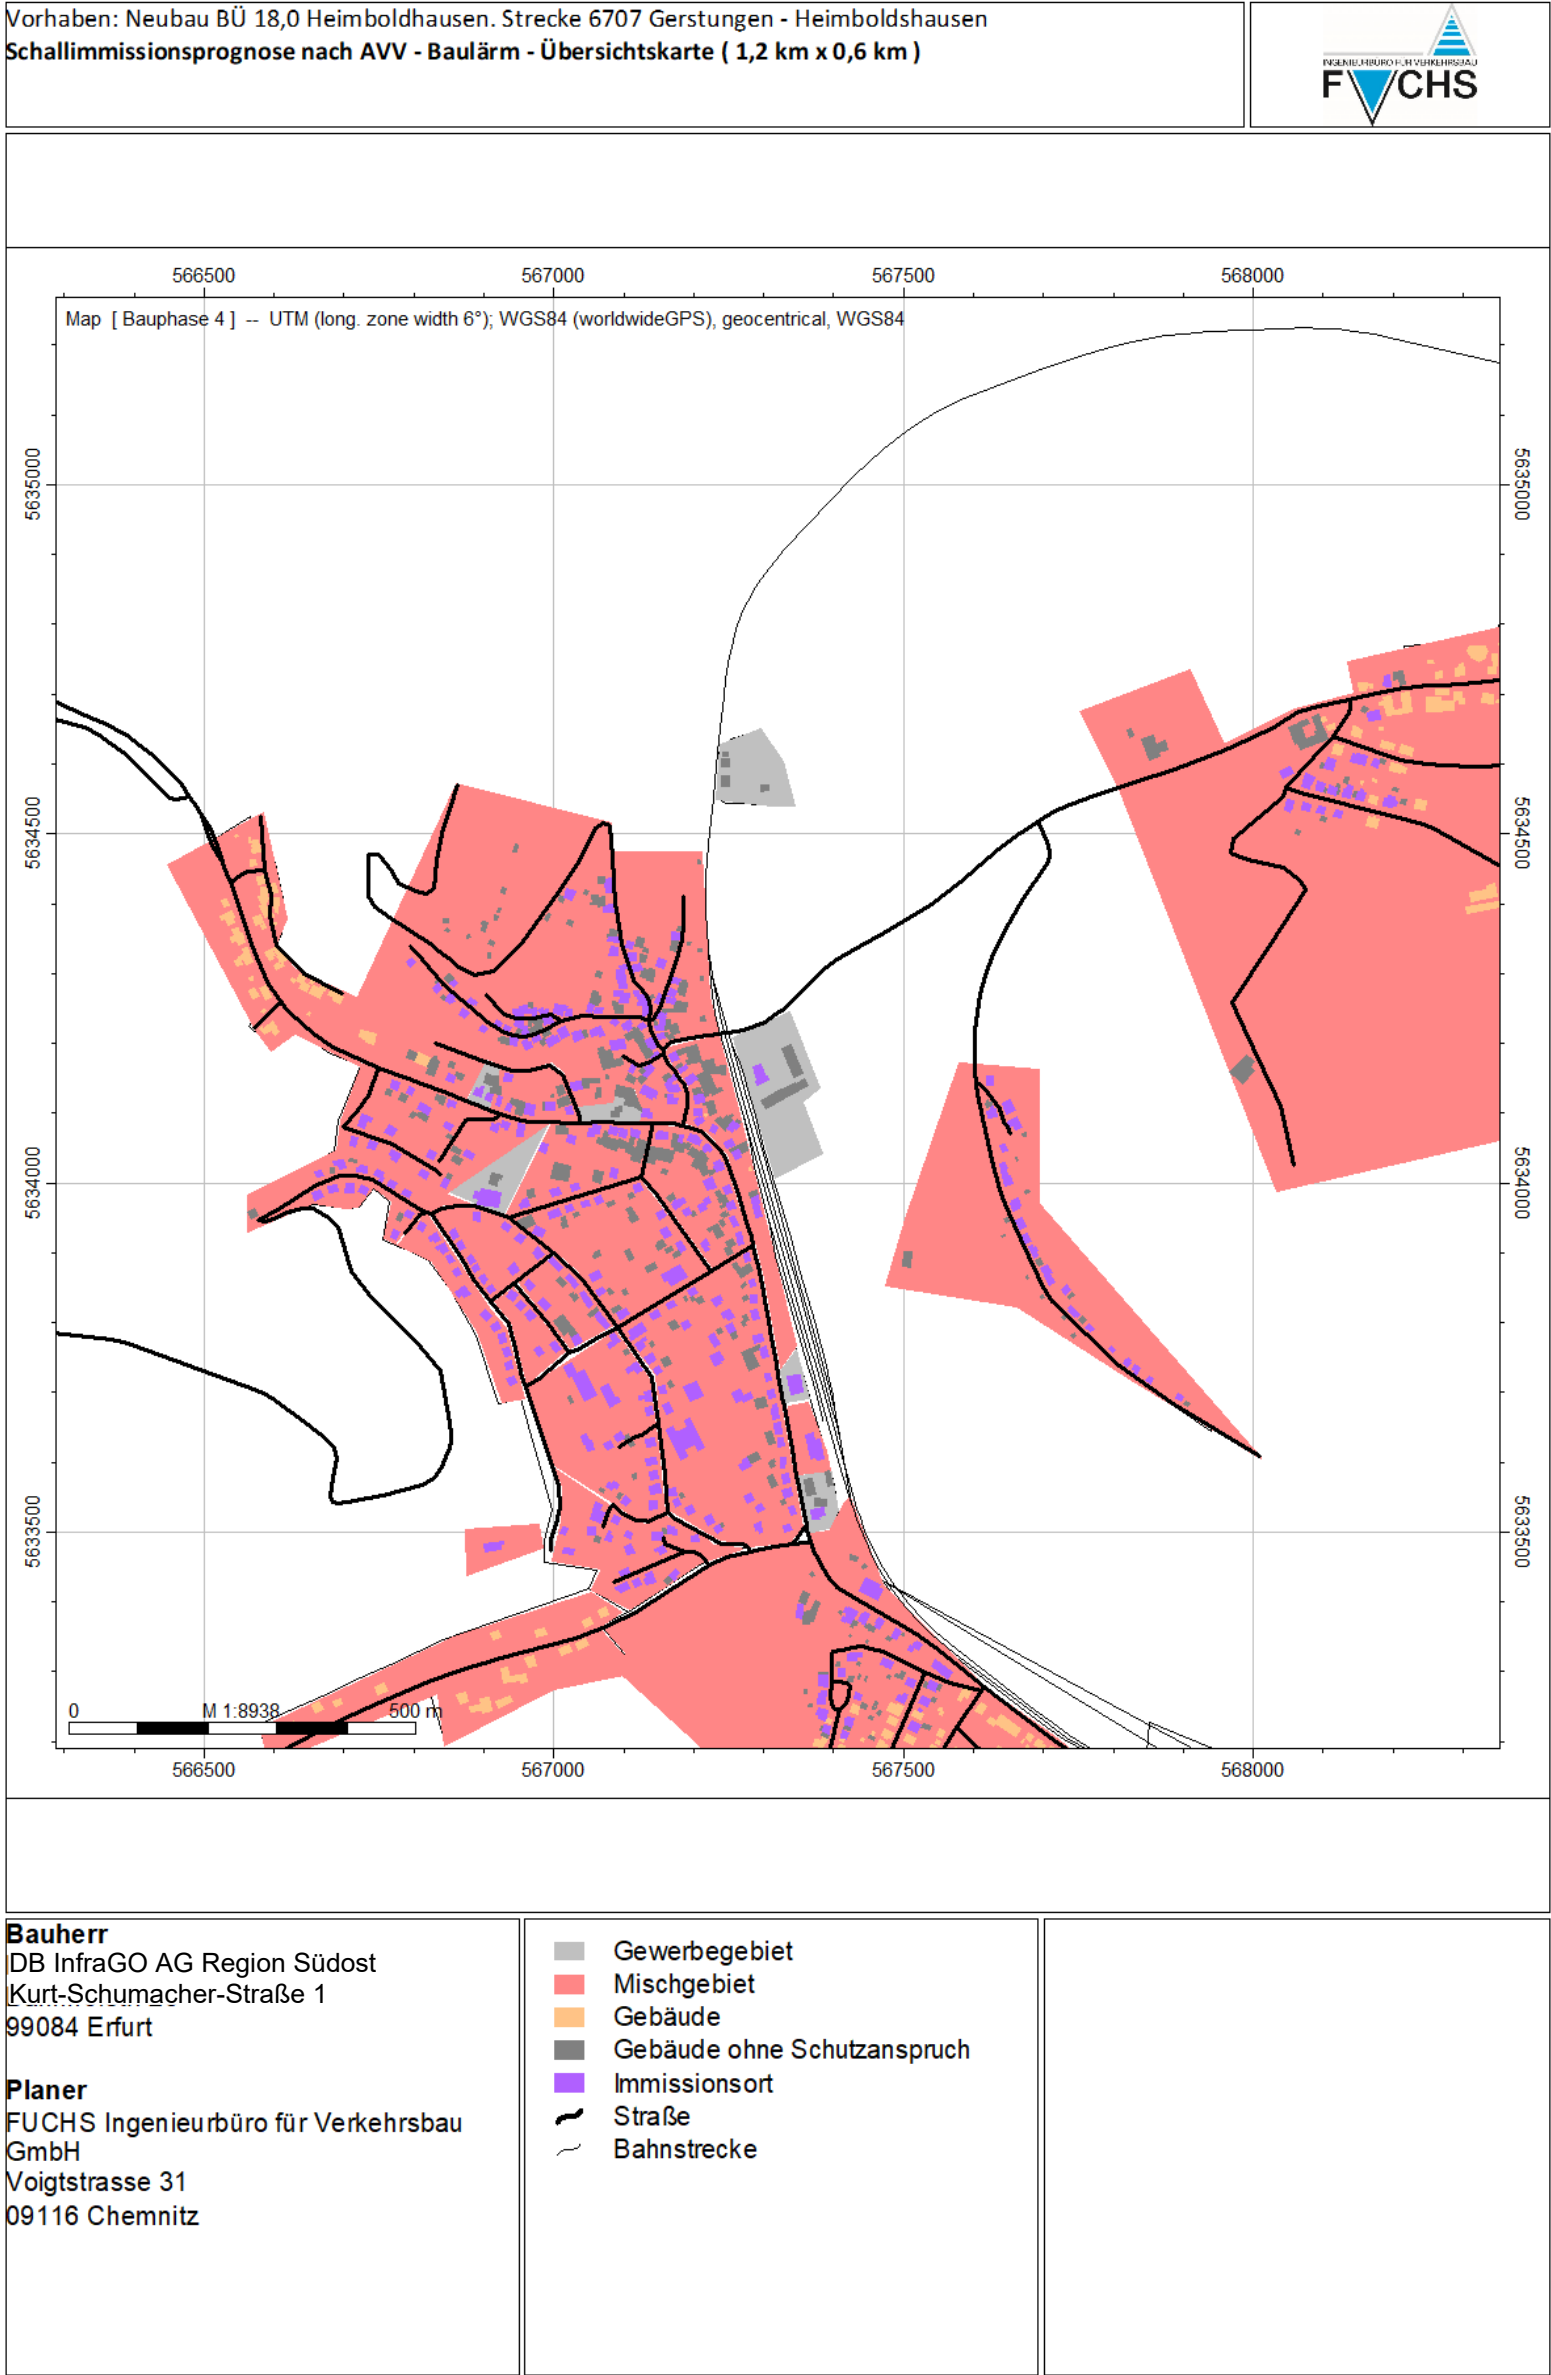 Vorhaben: Neubau BÜ 18,0 Heimboldhausen. Strecke 6707 Gerstungen - Heimboldshausen
Schallimmissionsprognose nach AVV - Baulärm - Übersichtskarte ( 1,2 km x 0,6 km )
INGENIEURBÜRO FÜR VERKEHRSBAU
FUCHS
566500 567000 567500 568000
Map [ Bauphase 4 ] -- UTM (long. zone width 6°); WGS84 (worldwideGPS), geocentrical, WGS84
5635000 5635000
5634500 5634500
5634000 5634000
5633500 5633500
0 M 1:8938 500 m
566500 567000 567500 568000
Bauherr
DB InfraGO AG Region Südost
Kurt-Schumacher-Straße 1
99084 Erfurt
Planer
FUCHS Ingenieurbüro für Verkehrsbau
GmbH
Voigtstrasse 31
09116 Chemnitz
Gewerbegebiet
Mischgebiet
Gebäude
Gebäude ohne Schutzanspruch
Immissionsort
Straße
Bahnstrecke